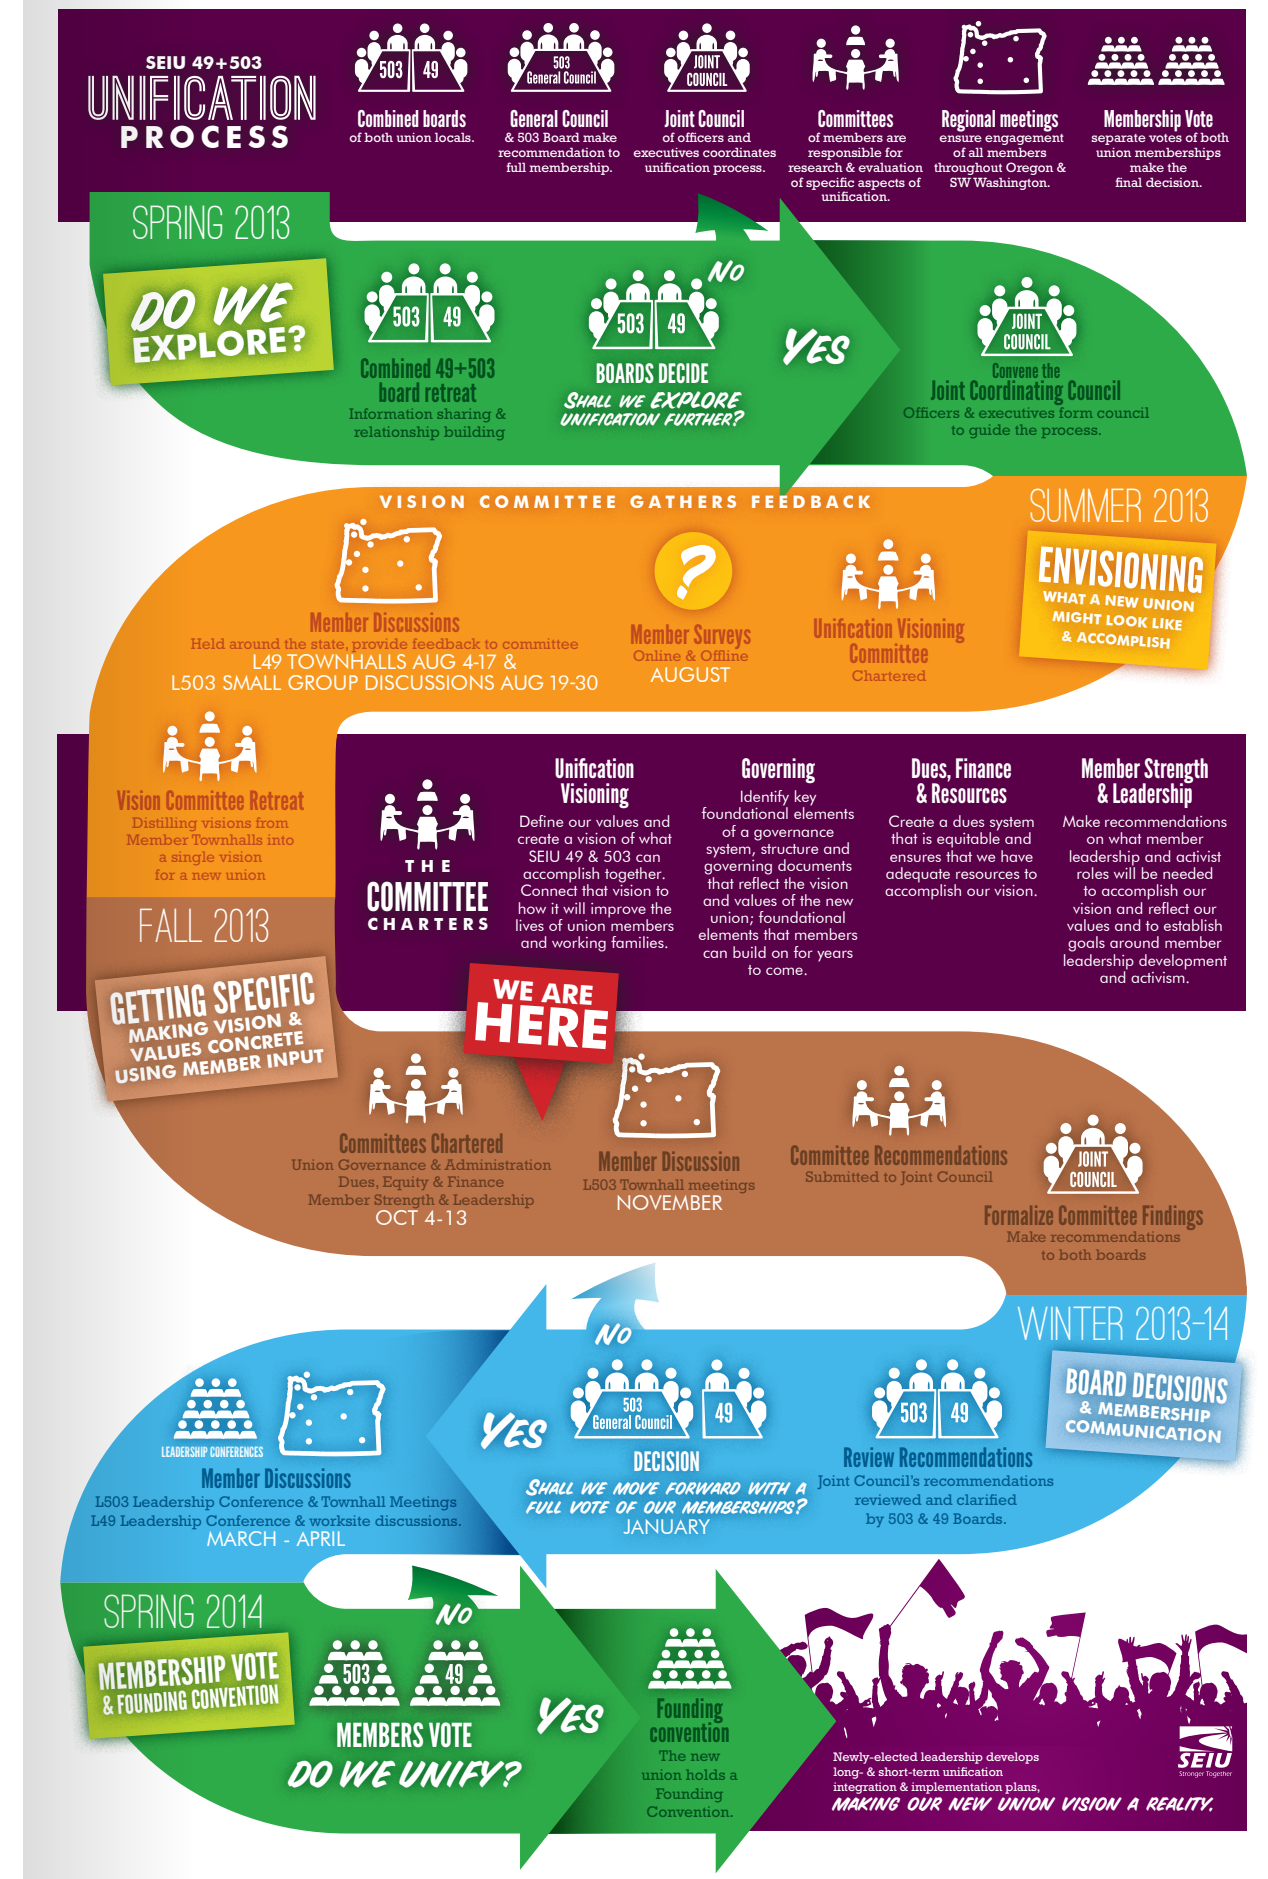 SEIU 49+503
UNIFICATION
PROCESS
503 49
Combined boards
of both union locals.
503
General Council
General Council
& 503 Board make
recommendation to
full membership.
JOINT
COUNCIL
Joint Council
of officers and
executives coordinates
unification process.
Committees
of members are
responsible for
research & evaluation
of specific aspects of
unification.
Regional meetings
ensure engagement
of all members
throughout Oregon &
SW Washington.
Membership Vote
separate votes of both
union memberships
make the
final decision.
SPRING 2013
DO WE
EXPLORE?
503 49
Combined 49+503
board retreat
Information sharing &
relationship building
NO
503 49
BOARDS DECIDE
SHALL WE EXPLORE
UNIFICATION FURTHER?
YES
JOINT
COUNCIL
Convene the
Joint Coordinating Council
Officers & executives form council
to guide the process.
SUMMER 2013
ENVISIONING
WHAT A NEW UNION
MIGHT LOOK LIKE
& ACCOMPLISH
VISION COMMITTEE GATHERS FEEDBACK
Unification Visioning
Committee
Chartered
?
Member Surveys
Online & Offline
AUGUST
Member Discussions
Held around the state, provide feedback to committee
L49 TOWNHALLS AUG 4-17 &
L503 SMALL GROUP DISCUSSIONS AUG 19-30
Vision Committee Retreat
Distilling visions from
Member Townhalls into
a single vision
for a new union
THE
COMMITTEE
CHARTERS
Unification
Visioning
Define our values and
create a vision of what
SEIU 49 & 503 can
accomplish together.
Connect that vision to
how it will improve the
lives of union members
and working families.
Governing
Identify key
foundational elements
of a governance
system, structure and
governing documents
that reflect the vision
and values of the new
union; foundational
elements that members
can build on for years
to come.
Dues, Finance
& Resources
Create a dues system
that is equitable and
ensures that we have
adequate resources to
accomplish our vision.
Member Strength
& Leadership
Make recommendations
on what member
leadership and activist
roles will be needed
to accomplish our
vision and reflect our
values and to establish
goals around member
leadership development
and activism.
FALL 2013
GETTING SPECIFIC
MAKING VISION &
VALUES CONCRETE
USING MEMBER INPUT
WE ARE
HERE
Committees Chartered
Union Governance & Administration
Dues, Equity & Finance
Member Strength & Leadership
OCT 4-13
Member Discussion
L503 Townhall meetings
NOVEMBER
Committee Recommendations
Submitted to Joint Council
JOINT
COUNCIL
Formalize Committee Findings
Make recommendations
to both boards
WINTER 2013-14
BOARD DECISIONS
& MEMBERSHIP
COMMUNICATION
503 49
Review Recommendations
Joint Council's recommendations
reviewed and clarified
by 503 & 49 Boards.
NO
503
General Council
49
DECISION
SHALL WE MOVE FORWARD WITH A
FULL VOTE OF OUR MEMBERSHIPS?
JANUARY
YES
LEADERSHIP CONFERENCES
Member Discussions
L503 Leadership Conference & Townhall Meetings
L49 Leadership Conference & worksite discussions.
MARCH - APRIL
SPRING 2014
MEMBERSHIP VOTE
& FOUNDING CONVENTION
NO
503 49
MEMBERS VOTE
DO WE UNIFY?
YES
Founding
convention
The new
union holds a
Founding
Convention.
Newly-elected leadership develops
long- & short-term unification
integration & implementation plans,
MAKING OUR NEW UNION VISION A REALITY.
SEIU
Stronger Together